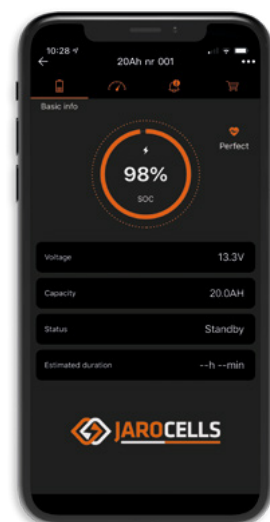 10:28
20Ah nr 001
Basic info
Perfect
98%
SOC
Voltage 13.3V
Capacity 20.0AH
Status Standby
Estimated duration --h --min
JAROCELLS